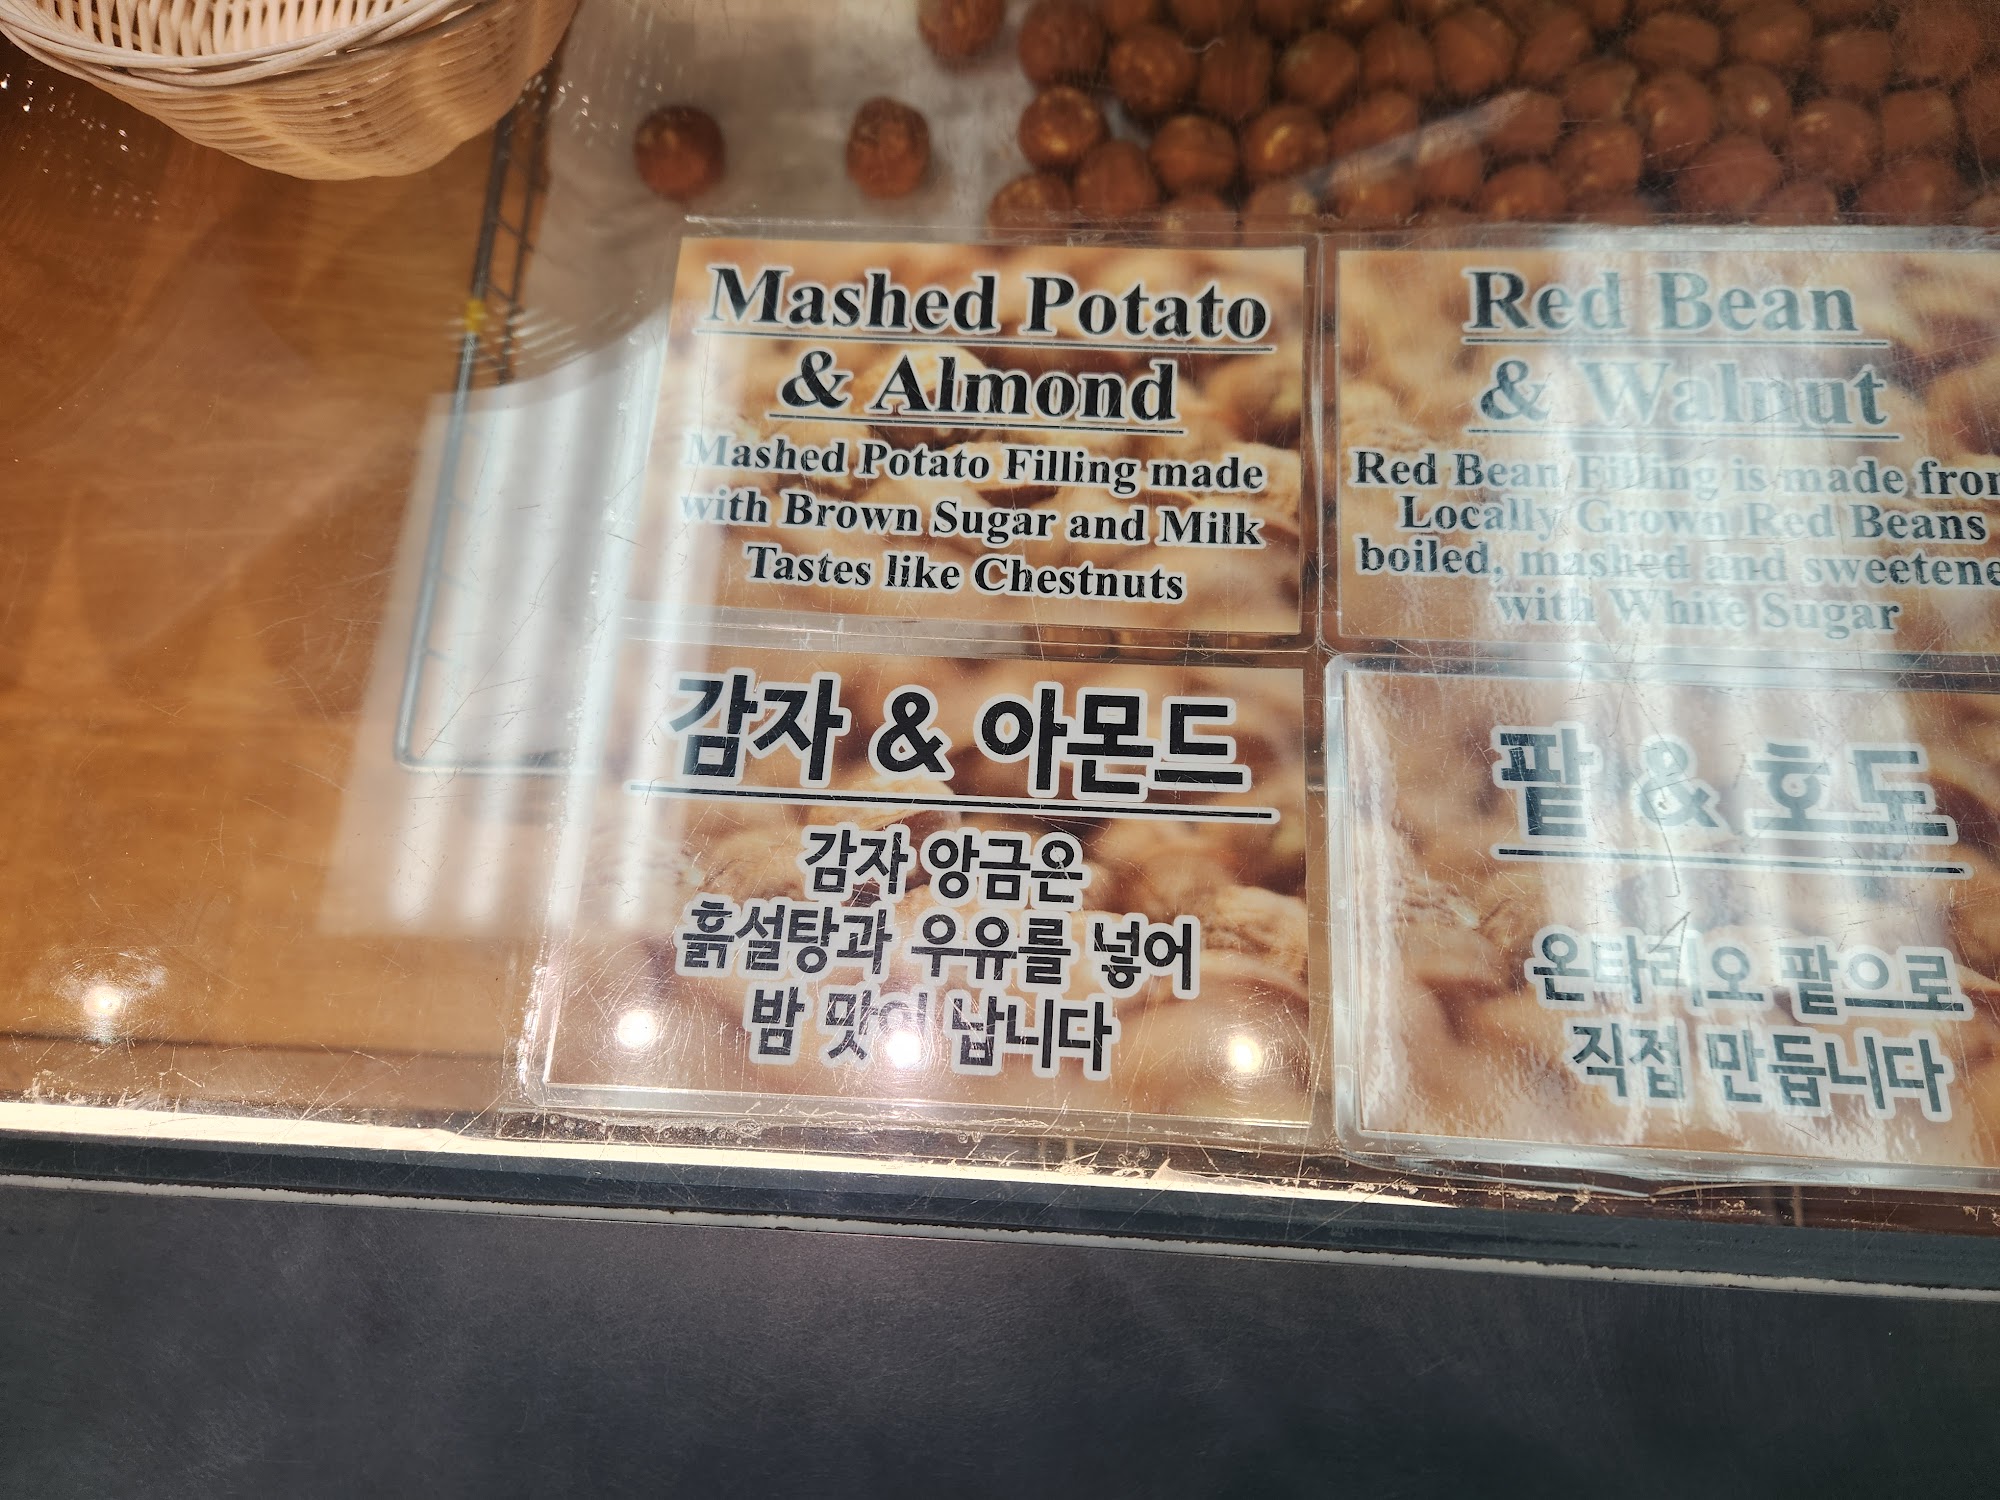 Mashed Potato
& Almond
Mashed Potato Filling made
with Brown Sugar and Milk
Tastes like Chestnuts
감자 & 아몬드
감자 앙금은
흙설탕과 우유를 넣어
밤 맛이 납니다
Red Bean
& Walnut
Red Bean Filling is made from
Locally Grown Red Beans
boiled, mashed and sweetene
with White Sugar
팥 & 호도
온타리오 팥으로
직접 만듭니다